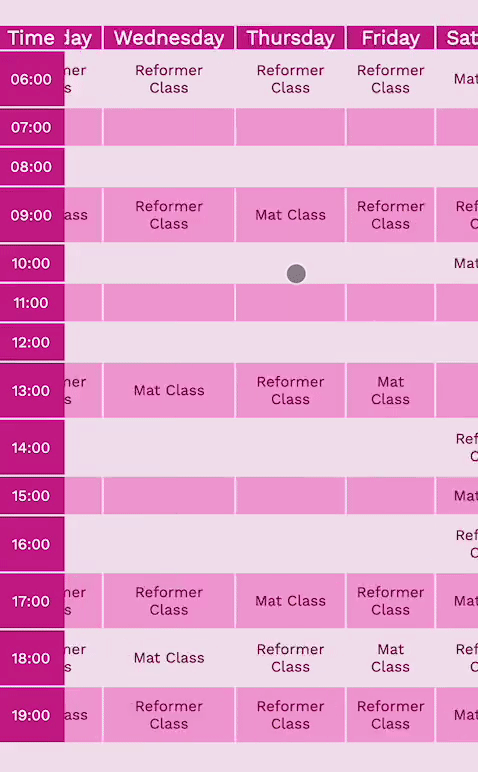 Time day Wednesday Thursday Friday Sat
06:00
ner
s
Reformer
Class
Reformer
Class
Reformer
Class
Mat
07:00
08:00
09:00
ass
Reformer
Class
Mat Class
Reformer
Class
Ref
C
10:00
Mat
11:00
12:00
13:00
ner
s
Mat Class
Reformer
Class
Mat
Class
14:00
Ref
C
15:00
Mat
16:00
Ref
C
17:00
ner
s
Reformer
Class
Mat Class
Reformer
Class
Mat
18:00
ner
s
Mat Class
Reformer
Class
Mat
Class
Ref
C
19:00
ass
Reformer
Class
Reformer
Class
Reformer
Class
Mat